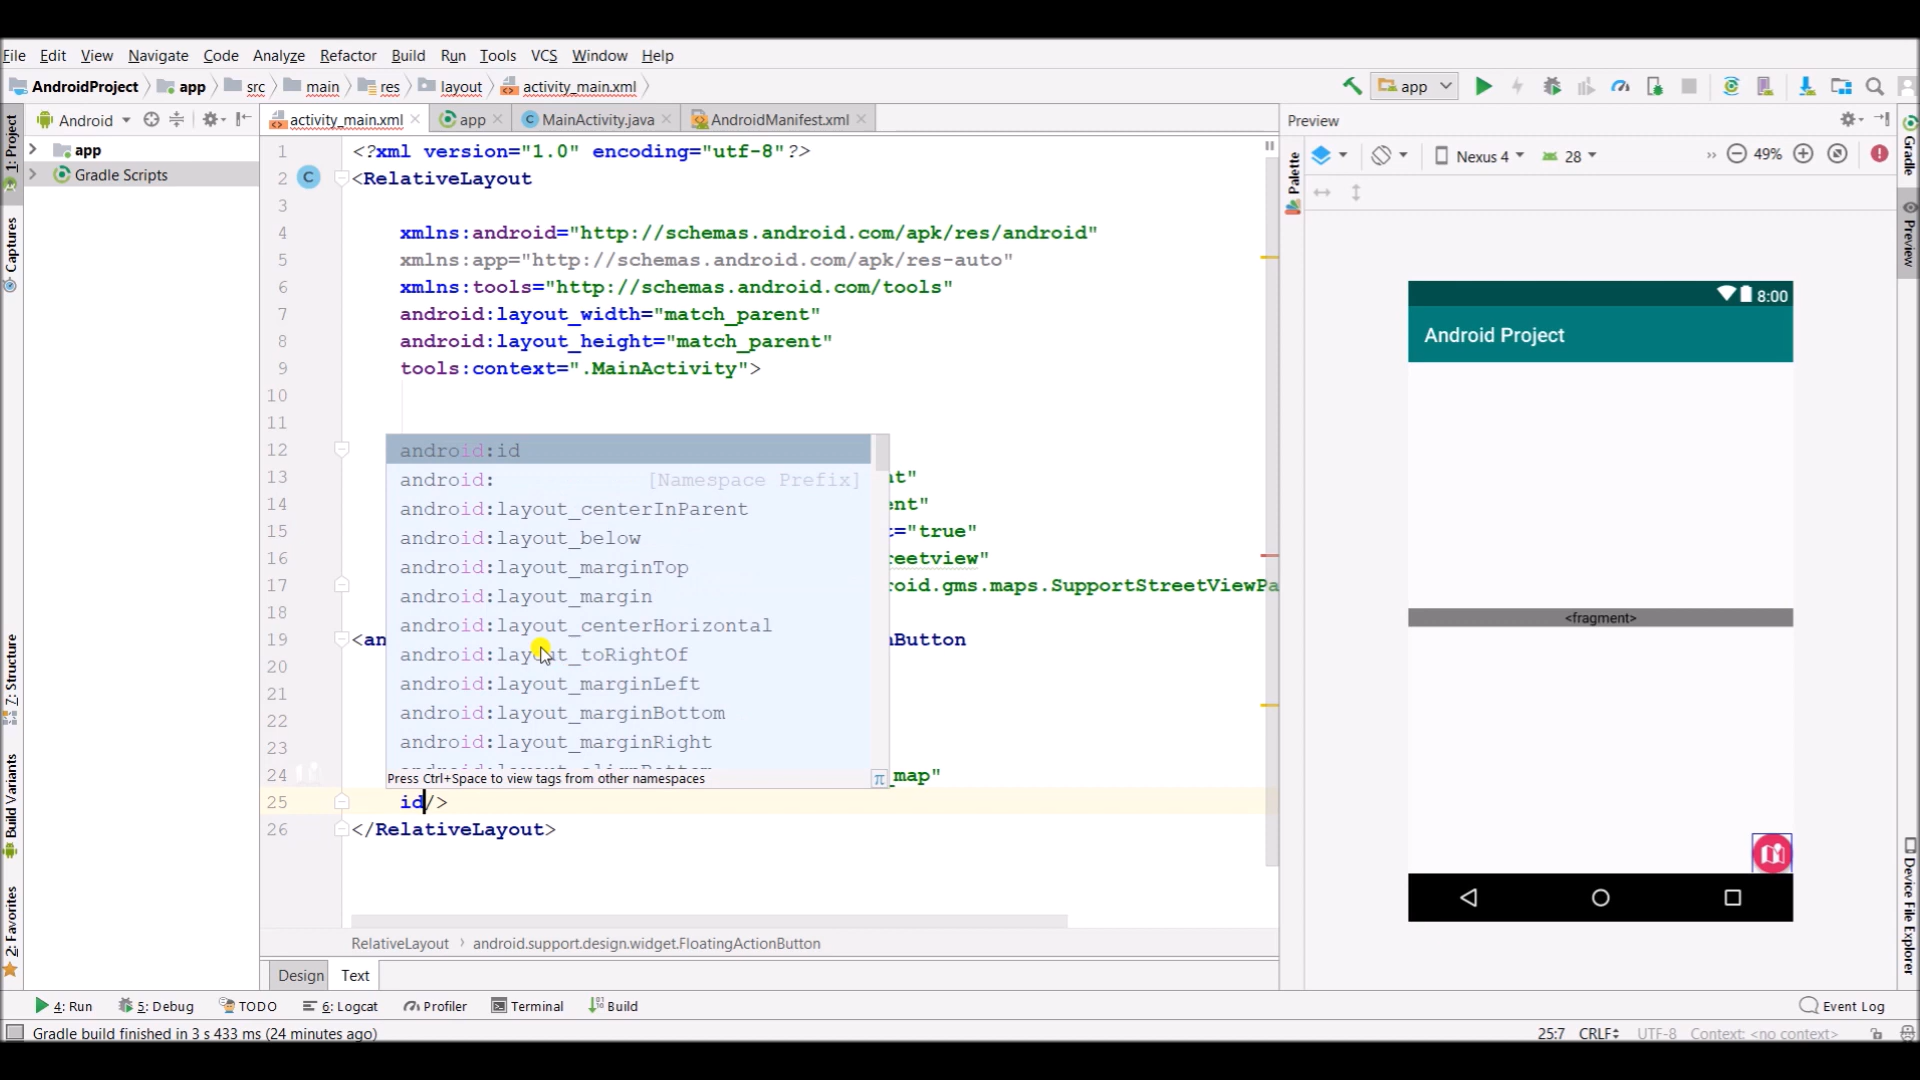 File Edit View Navigate Code Analyze Refactor Build Run Tools VCS Window Help
AndroidProject app src main res layout activity_main.xml
app
Android
activity_main.xml
app
MainActivity.java
AndroidManifest.xml
Preview
1: Project
Captures
7: Structure
Build Variants
2: Favorites
app
Gradle Scripts
1 <?xml version="1.0" encoding="utf-8"?>
2 C <RelativeLayout
3
4 xmlns:android="http://schemas.android.com/apk/res/android"
5 xmlns:app="http://schemas.android.com/apk/res-auto"
6 xmlns:tools="http://schemas.android.com/tools"
7 android:layout_width="match_parent"
8 android:layout_height="match_parent"
9 tools:context=".MainActivity">
10
11
12
13 nt"
14 ent"
15 t="true"
16 reetview"
17 roid.gms.maps.SupportStreetViewPa
18
19 <an nButton
20
21
22
23
24 _map"
25 id/>
26 </RelativeLayout>
android:id
android: [Namespace Prefix]
android:layout_centerInParent
android:layout_below
android:layout_marginTop
android:layout_margin
android:layout_centerHorizontal
android:layout_toRightOf
android:layout_marginLeft
android:layout_marginBottom
android:layout_marginRight
Press Ctrl+Space to view tags from other namespaces π
RelativeLayout › android.support.design.widget.FloatingActionButton
Design Text
Palette
Nexus 4 28 » 49%
8:00
Android Project
<fragment>
Gradle
Preview
Device File Explorer
4: Run 5: Debug TODO 6: Logcat Profiler Terminal Build Event Log
Gradle build finished in 3 s 433 ms (24 minutes ago) 25:7 CRLF UTF-8 Context: <no context>